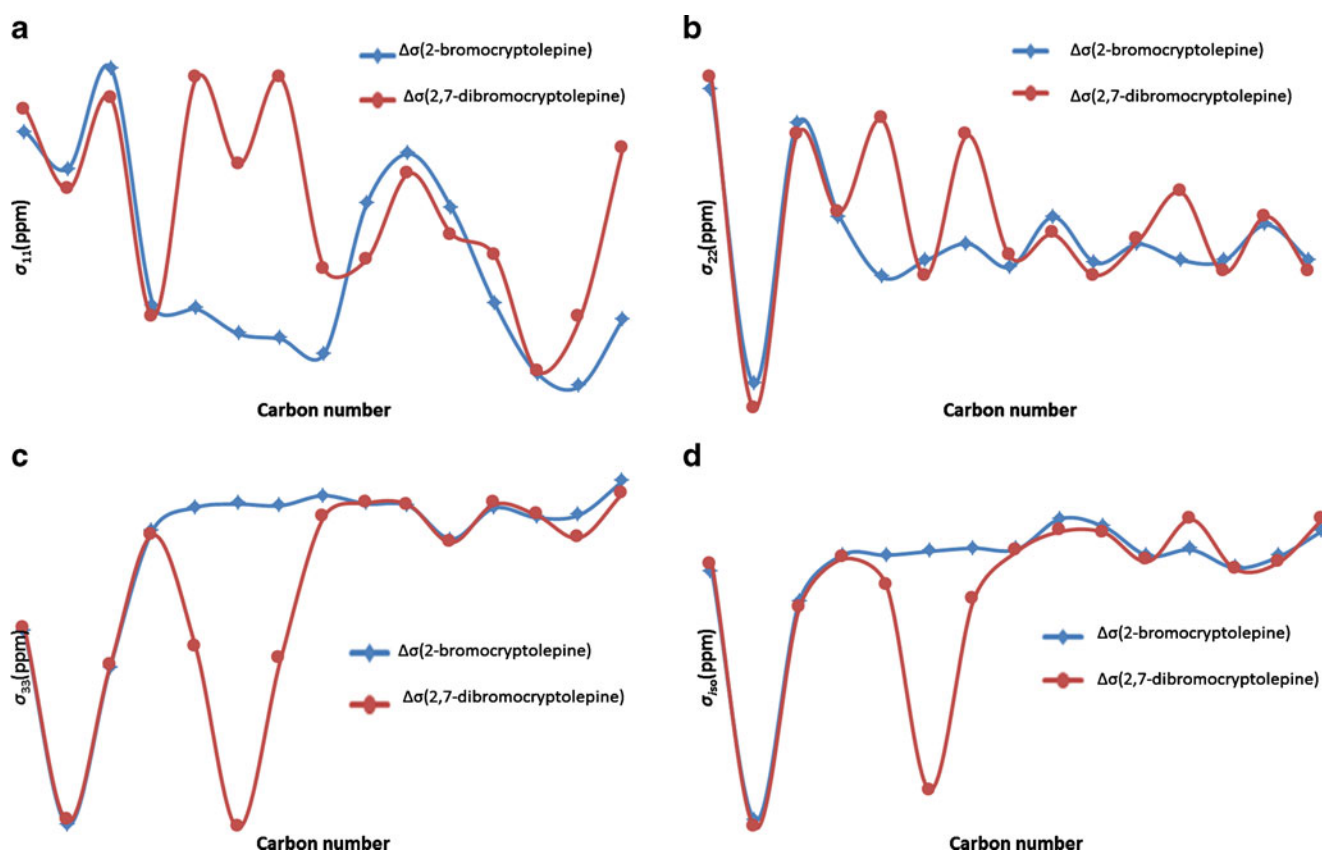 a
Δσ(2-bromocryptolepine)
Δσ(2,7-dibromocryptolepine)
σ11(ppm)
Carbon number
b
Δσ(2-bromocryptolepine)
Δσ(2,7-dibromocryptolepine)
σ22(ppm)
Carbon number
c
Δσ(2-bromocryptolepine)
Δσ(2,7-dibromocryptolepine)
σ33(ppm)
Carbon number
d
Δσ(2-bromocryptolepine)
Δσ(2,7-dibromocryptolepine)
σiso(ppm)
Carbon number